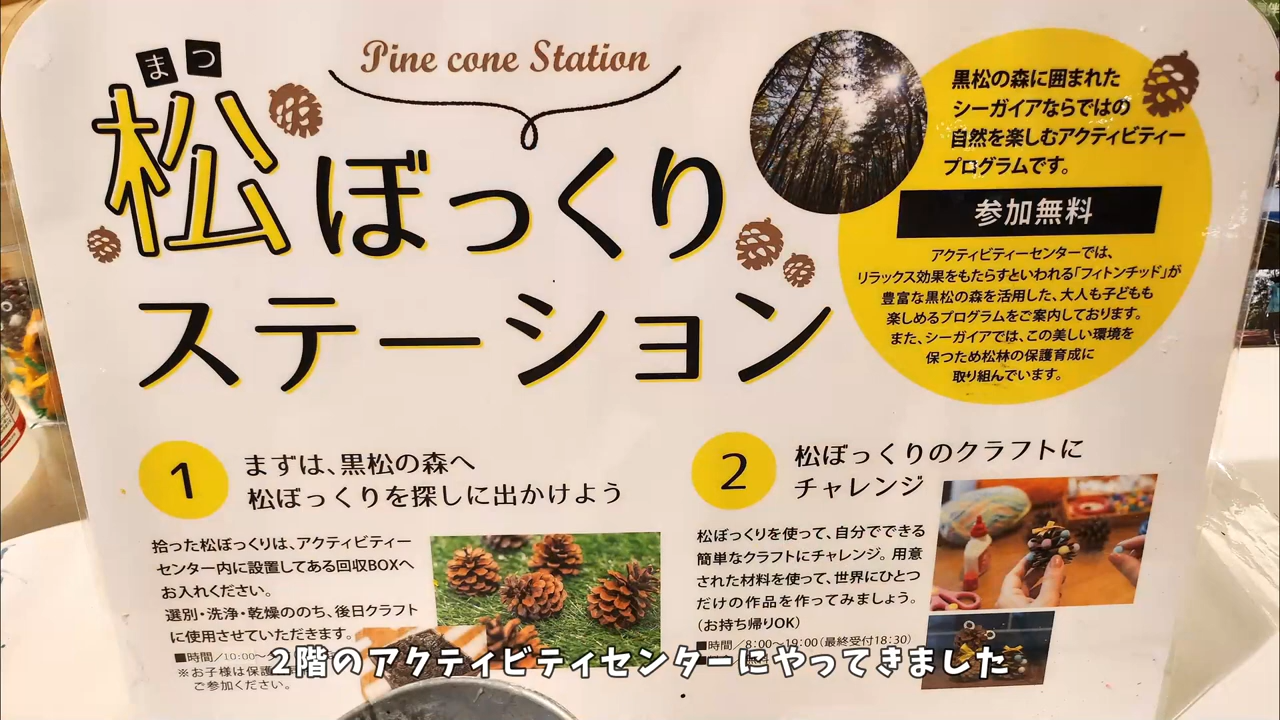 Pine cone Station
まつ
松ぼっくり
ステーション
黒松の森に囲まれた
シーガイアならではの
自然を楽しむアクティビティー
プログラムです。
参加無料
アクティビティーセンターでは、
リラックス効果をもたらすといわれる「フィトンチッド」が
豊富な黒松の森を活用した、大人も子どもも
楽しめるプログラムをご案内しております。
また、シーガイアでは、この美しい環境を
保つため松林の保護育成に
取り組んでいます。
1
まずは、黒松の森へ
松ぼっくりを探しに出かけよう
拾った松ぼっくりは、アクティビティー
センター内に設置してある回収BOXへ
お入れください。
選別・洗浄・乾燥ののち、後日クラフト
に使用させていただきます。
■時間／10:00〜
※お子様は保護
ご参加ください。
2
松ぼっくりのクラフトに
チャレンジ
松ぼっくりを使って、自分でできる
簡単なクラフトにチャレンジ。用意
された材料を使って、世界にひとつ
だけの作品を作ってみましょう。
（お持ち帰りOK）
■時間／8:00〜19:00（最終受付18:30）
2階のアクティビティセンターにやってきました